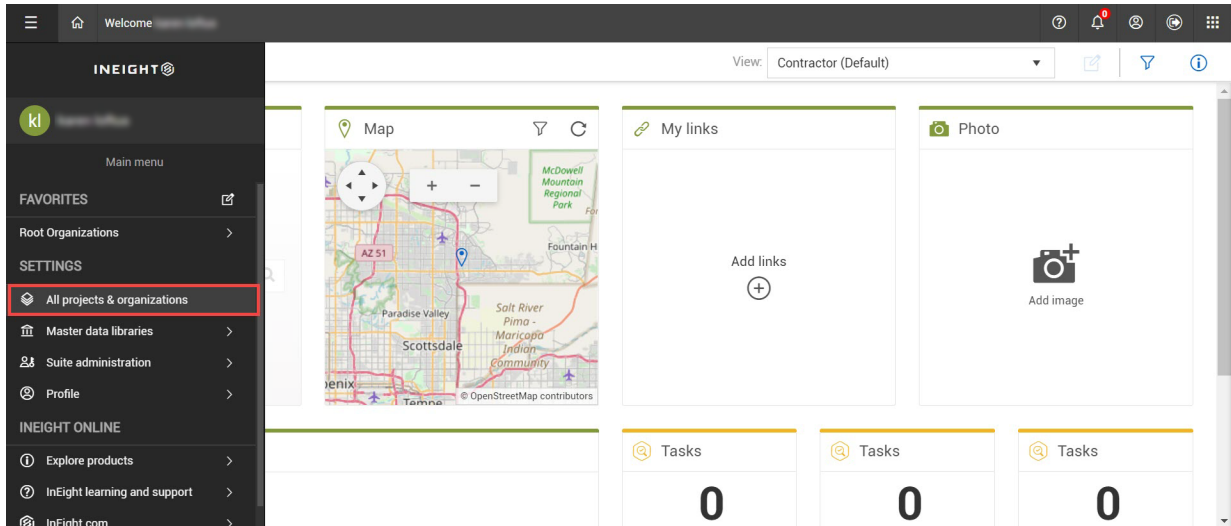 Welcome
0
INEIGHT
View: Contractor (Default)
kl
Main menu
FAVORITES
Root Organizations
SETTINGS
All projects & organizations
Master data libraries
Suite administration
Profile
INEIGHT ONLINE
Explore products
InEight learning and support
InEight.com
Map
McDowell
Mountain
Regional
Park
Fountain H
AZ 51
Paradise Valley
Salt River
Pima -
Maricopa
Indian
Community
Scottsdale
oenix
Tempe
© OpenStreetMap contributors
My links
Add links
Photo
Add image
Tasks
0
Tasks
0
Tasks
0